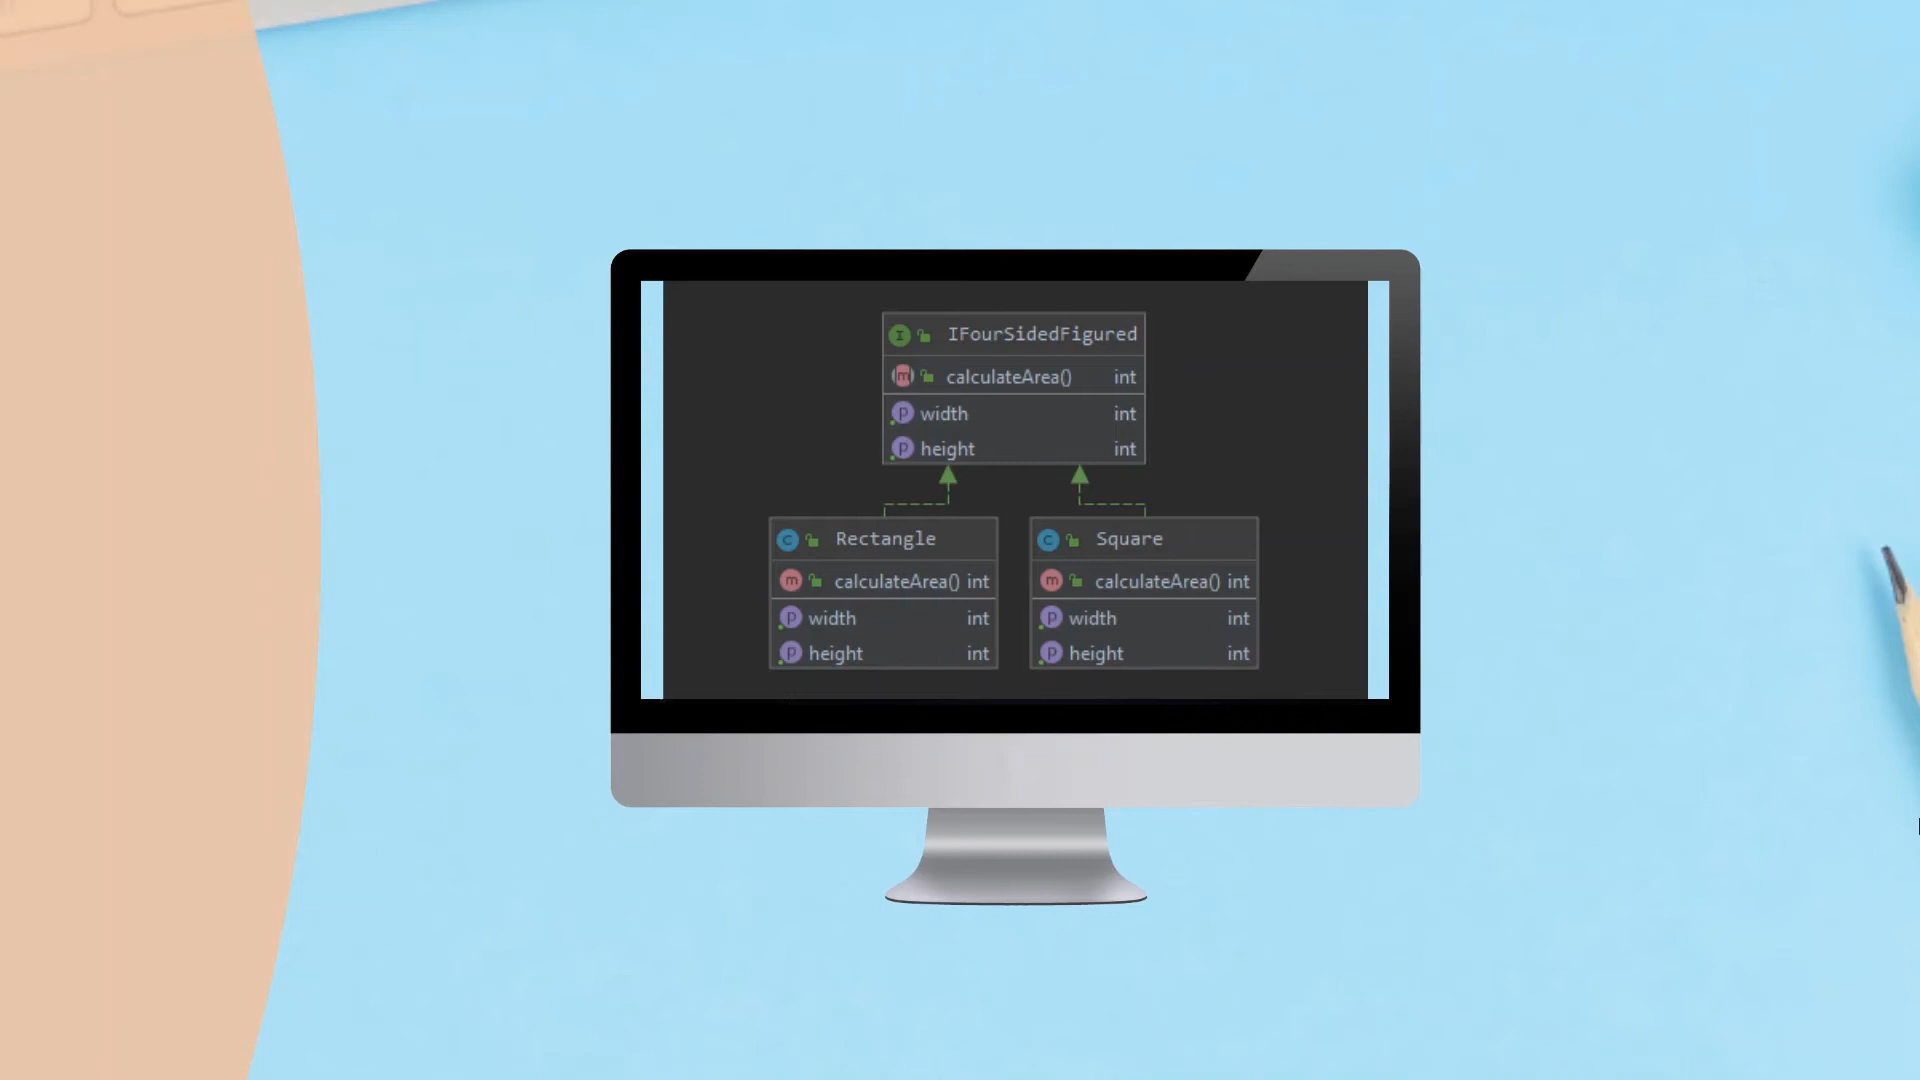 IFourSidedFigured
calculateArea() int
width int
height int
Rectangle
calculateArea() int
width int
height int
Square
calculateArea() int
width int
height int